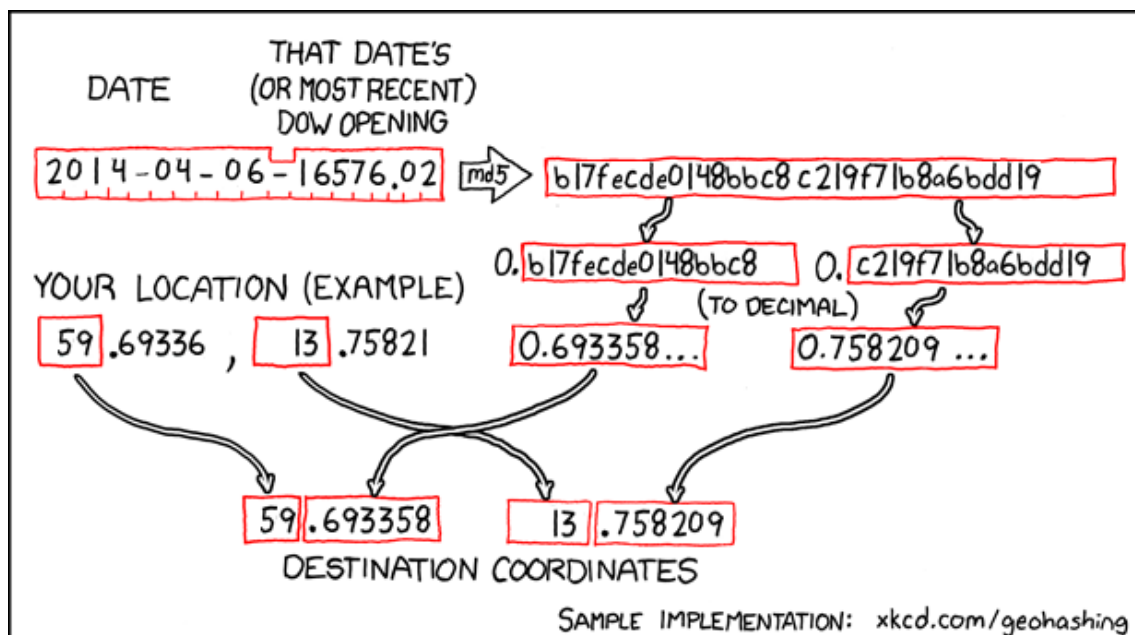 DATE
THAT DATE'S
(OR MOST RECENT)
DOW OPENING
2014-04-06-16576.02
md5
b17fecde0148bbc8c219f71b8a6bdd19
0.b17fecde0148bbc8
0.c219f71b8a6bdd19
YOUR LOCATION (EXAMPLE)
(TO DECIMAL)
59.69336, 13.75821
0.693358...
0.758209...
59.693358
13.758209
DESTINATION COORDINATES
SAMPLE IMPLEMENTATION: xkcd.com/geohashing